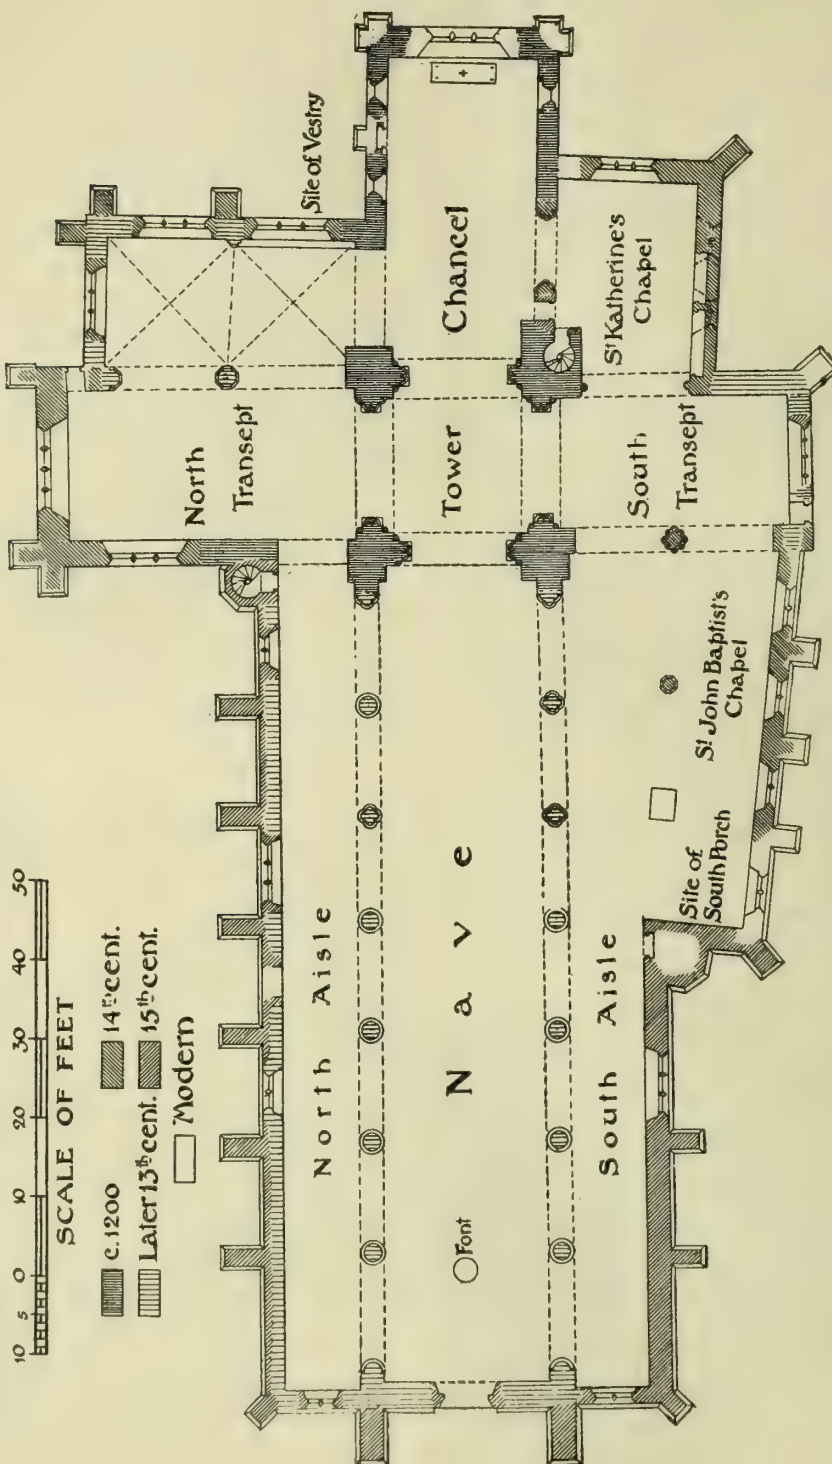 SCALE OF FEET
10 5 0 10 20 30 40 50
c.1200
14th cent.
Later 13th cent.
15th cent.
Modern
Site of Vestry
North
Transept
Chancel
Tower
St Katherine's
Chapel
South
Transept
North Aisle
Nave
Font
South Aisle
St John Baptist's
Chapel
Site of
South Porch